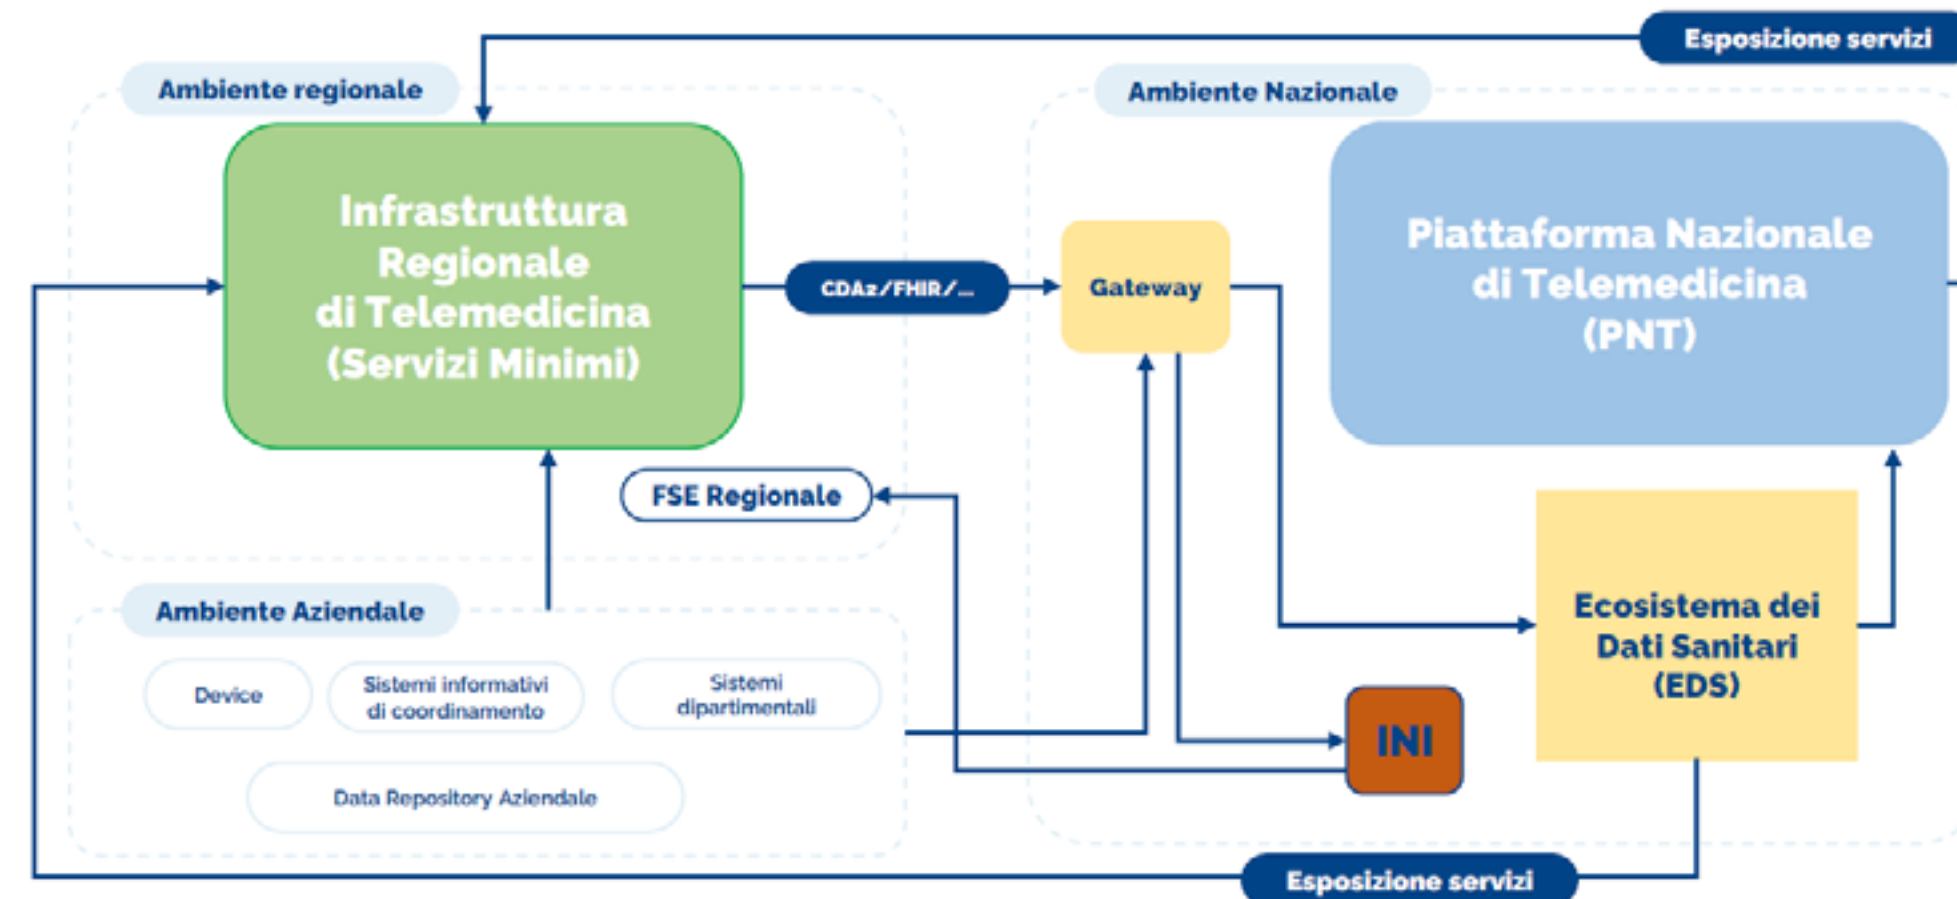 Esposizione servizi
Ambiente regionale
Ambiente Nazionale
Infrastruttura
Regionale
di Telemedicina
(Servizi Minimi)
CDA2/FHIR/...
Gateway
Piattaforma Nazionale
di Telemedicina
(PNT)
FSE Regionale
Ambiente Aziendale
Device
Sistemi informativi
di coordinamento
Sistemi
dipartimentali
Data Repository Aziendale
INI
Ecosistema dei
Dati Sanitari
(EDS)
Esposizione servizi